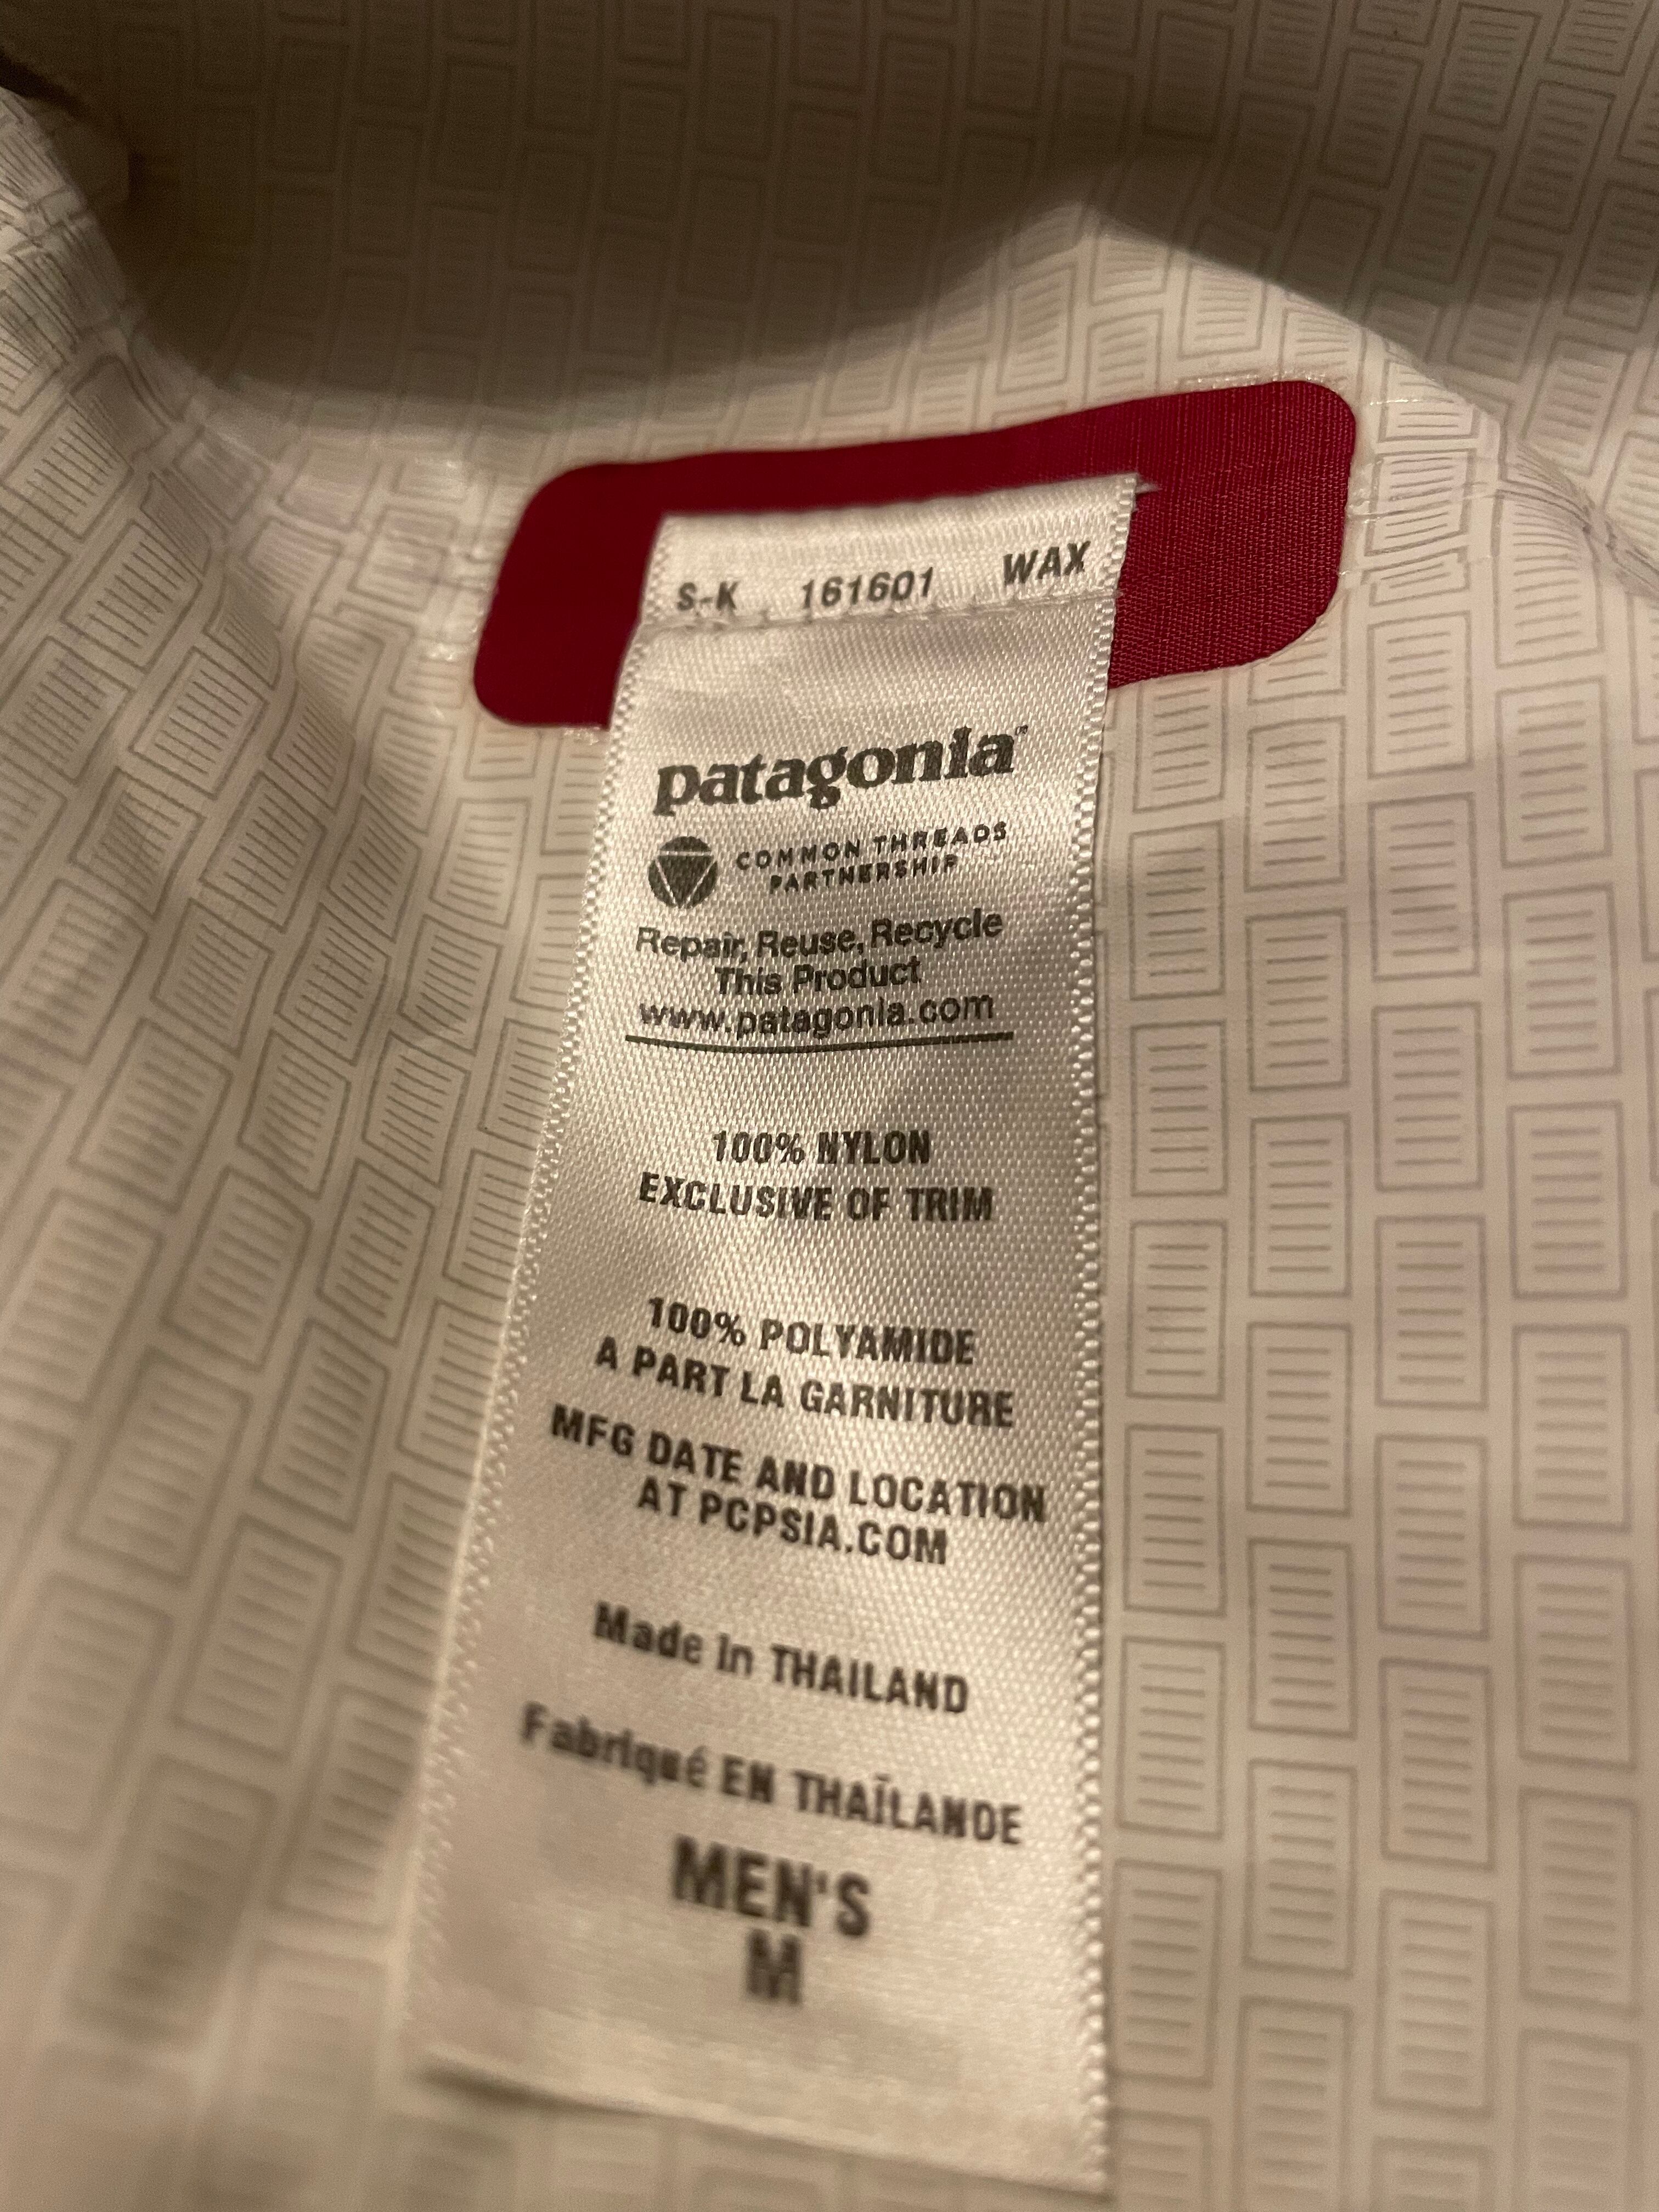 S-K 161601 WAX
patagonia
COMMON THREADS
PARTNERSHIP
Repair, Reuse, Recycle
This Product
www.patagonia.com
100% NYLON
EXCLUSIVE OF TRIM
100% POLYAMIDE
A PART LA GARNITURE
MFG DATE AND LOCATION
AT PCPSIA.COM
Made in THAILAND
Fabriqué EN THAÏLANDE
MEN'S
M